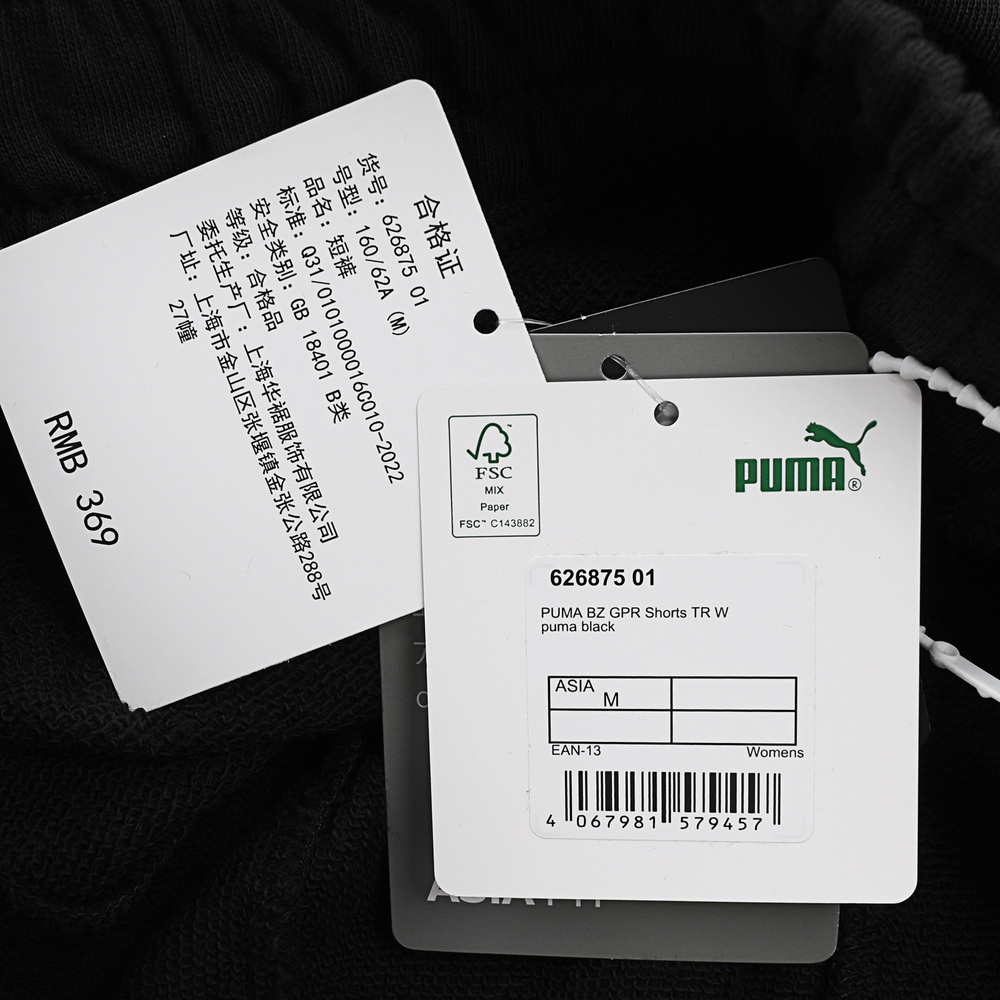 合格证
货号: 626875 01
号型: 160/62A (M)
品名: 短裤
标准: Q31/0101000016C010-2022
安全类别: GB 18401 B类
等级: 合格品
委托生产厂: 上海华裾服饰有限公司
厂址: 上海市金山区张堰镇金张公路288号
27幢
RMB 369
FSC
MIX
Paper
FSC™ C143882
PUMA®
626875 01
PUMA BZ GPR Shorts TR W
puma black
ASIA
M
EAN-13
Womens
4 067981 579457
ASIA FIT